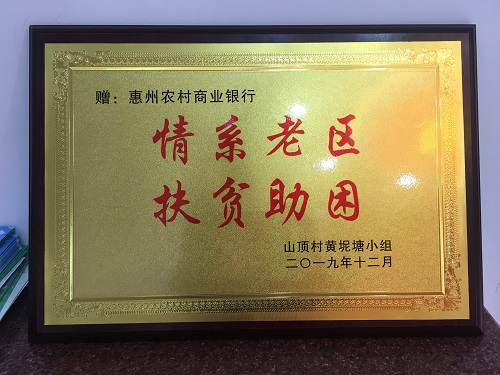 赠：惠州农村商业银行
情系老区
扶贫助困
山顶村黄坭塘小组
二〇一九年十二月